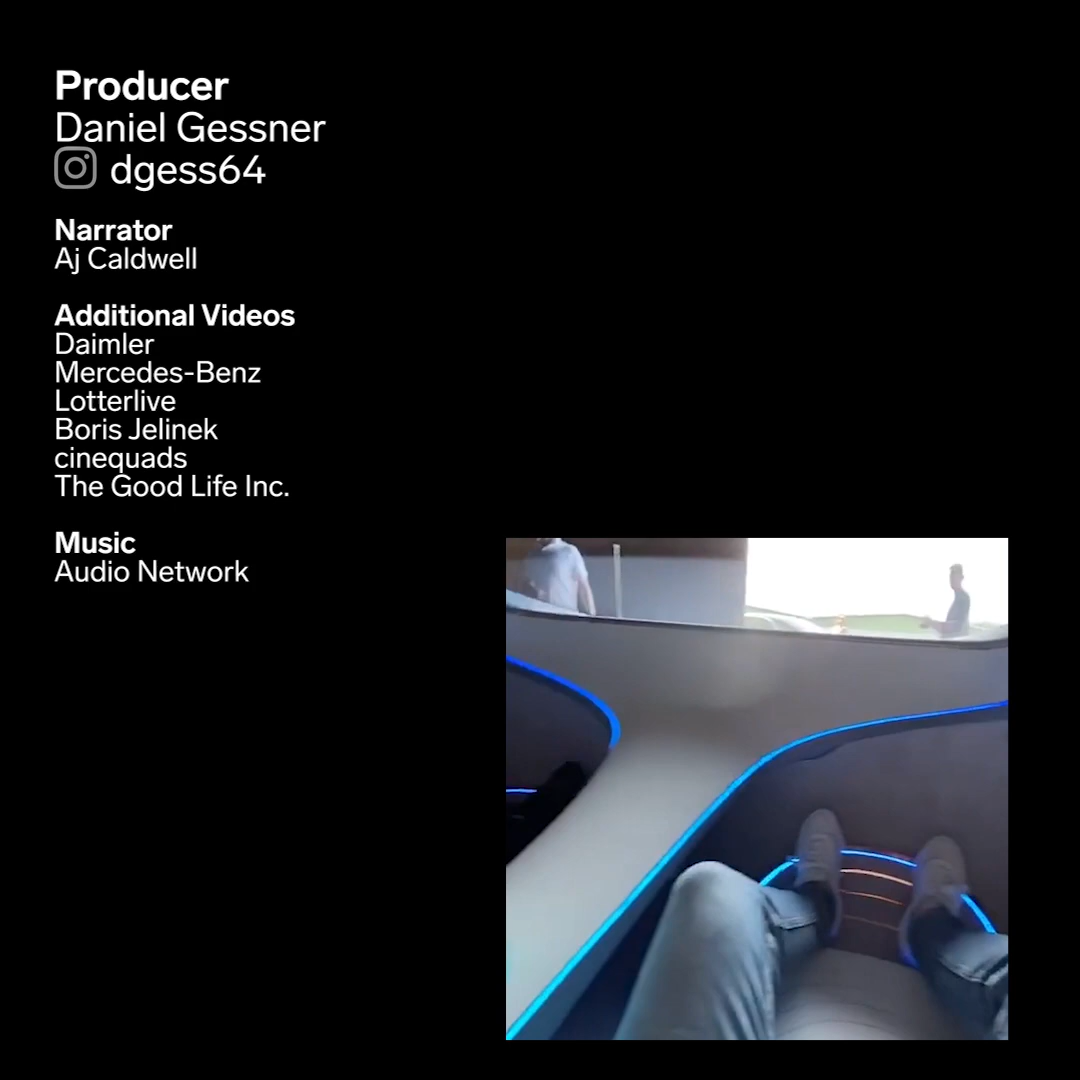 Producer
Daniel Gessner
dgess64
Narrator
Aj Caldwell
Additional Videos
Daimler
Mercedes-Benz
Lotterlive
Boris Jelinek
cinequads
The Good Life Inc.
Music
Audio Network